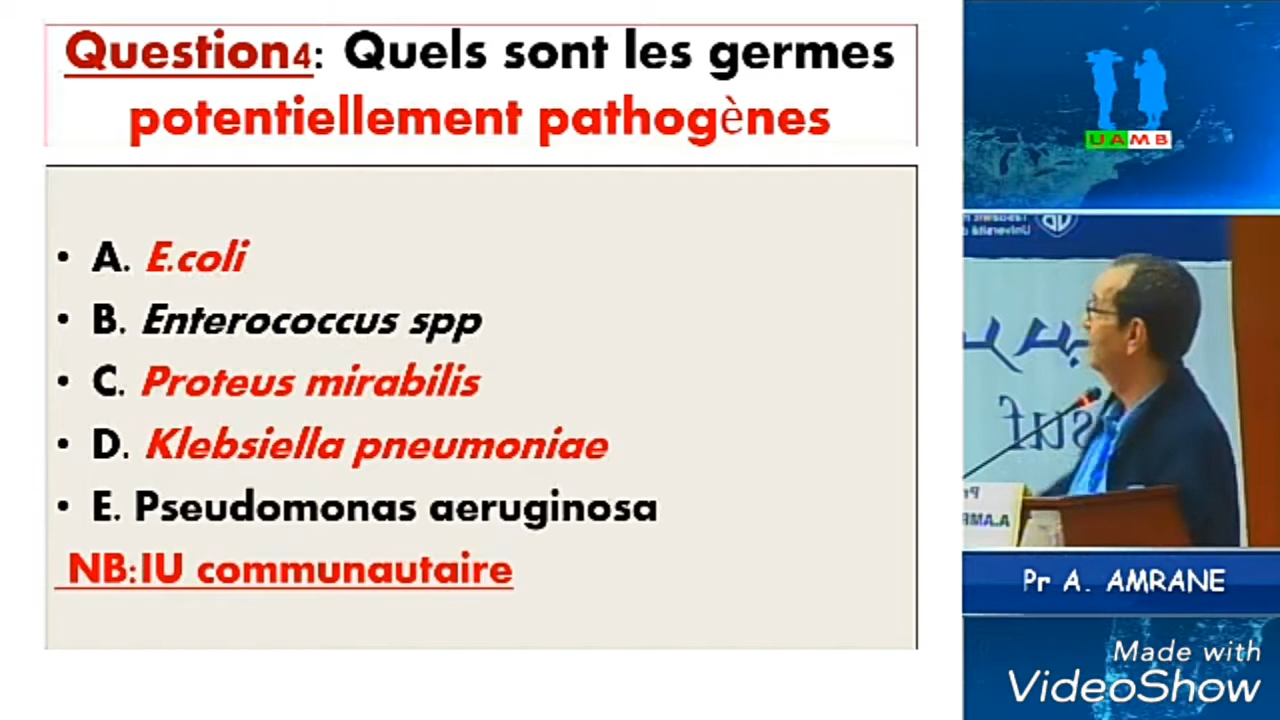 Question4: Quels sont les germes
potentiellement pathogènes
• A. E.coli
• B. Enterococcus spp
• C. Proteus mirabilis
• D. Klebsiella pneumoniae
• E. Pseudomonas aeruginosa
NB:IU communautaire
UAMB
Pr A. AMRANE
Made with
VideoShow